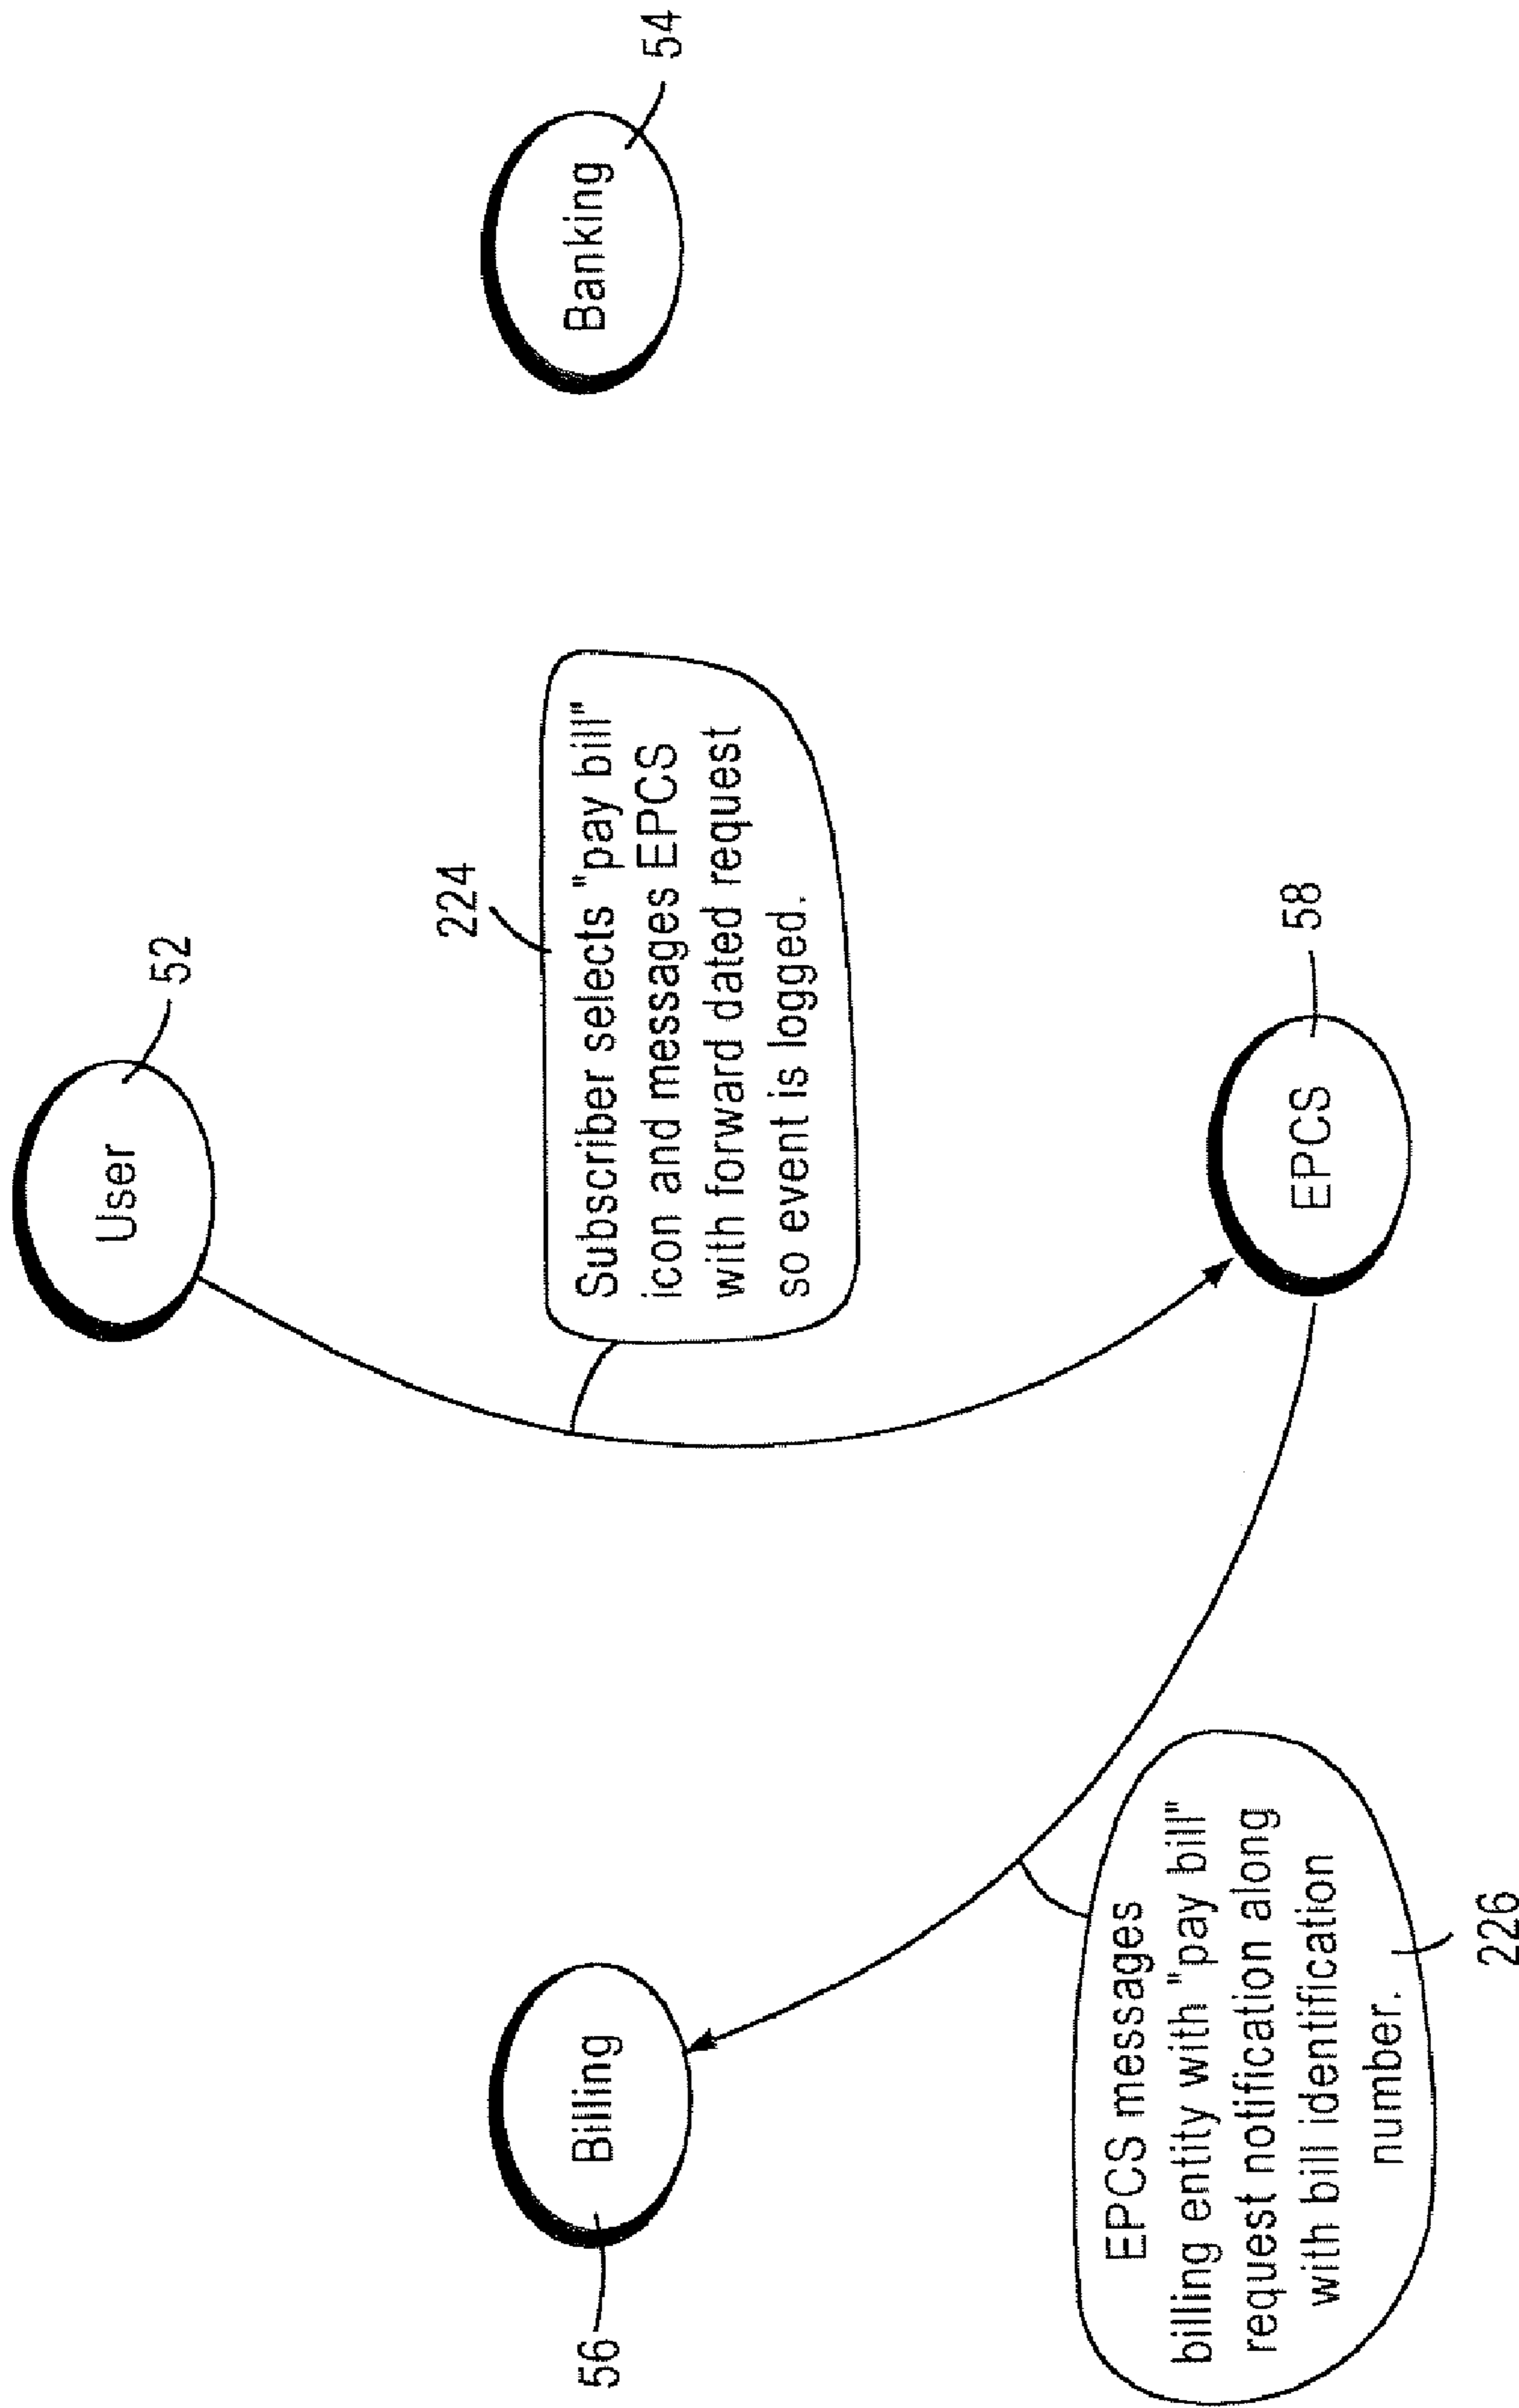 User
52
Banking
54
224
Subscriber selects "pay bill"
icon and messages EPCS
with forward dated request
so event is logged.
Billing
56
EPCS
58
EPCS messages
billing entity with "pay bill"
request notification along
with bill identification
number.
226